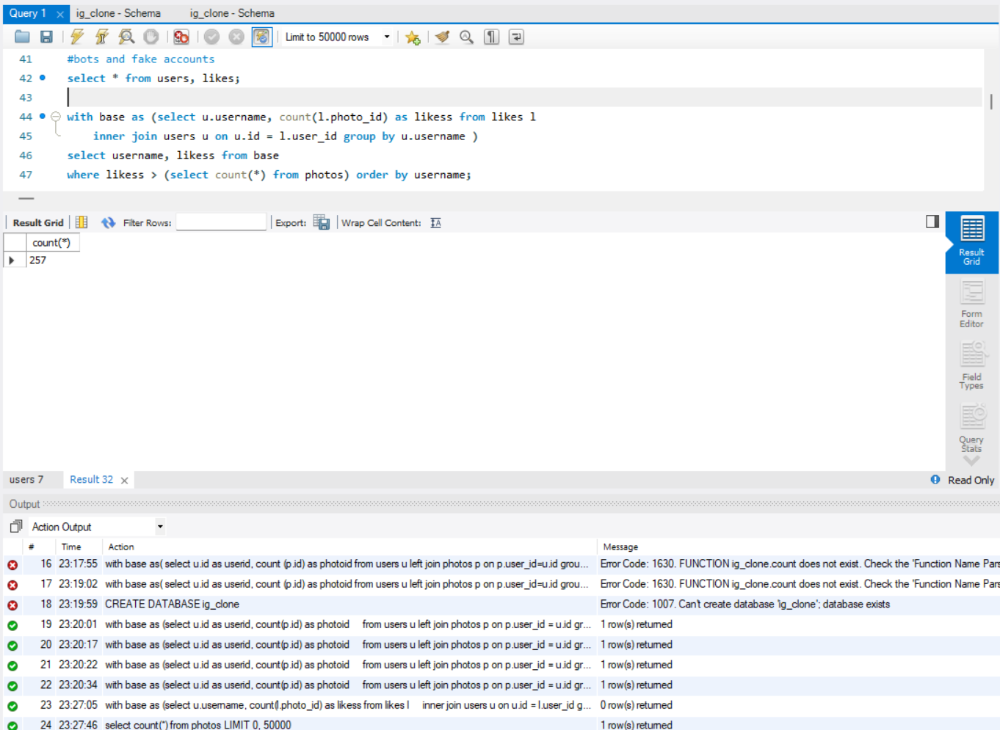 Query 1 ig_clone - Schema ig_clone - Schema
Limit to 50000 rows
41 #bots and fake accounts
42 select * from users, likes;
43
44 with base as (select u.username, count(l.photo_id) as likess from likes l
45 inner join users u on u.id = l.user_id group by u.username )
46 select username, likess from base
47 where likess > (select count(*) from photos) order by username;
Result Grid Filter Rows: Export: Wrap Cell Content: IA
count(*)
257
Result
Grid
Form
Editor
Field
Types
Query
Stats
users 7 Result 32 Read Only
Output
Action Output
# Time Action Message
16 23:17:55 with base as( select u.id as userid, count (p.id) as photoid from users u left join photos p on p.user_id=u.id grou... Error Code: 1630. FUNCTION ig_clone.count does not exist. Check the 'Function Name Pars
17 23:19:02 with base as( select u.id as userid, count (p.id) as photoid from users u left join photos p on p.user_id=u.id grou... Error Code: 1630. FUNCTION ig_clone.count does not exist. Check the 'Function Name Pars
18 23:19:59 CREATE DATABASE ig_clone Error Code: 1007. Can't create database 'ig_clone'; database exists
19 23:20:01 with base as (select u.id as userid, count(p.id) as photoid from users u left join photos p on p.user_id = u.id gr... 1 row(s) returned
20 23:20:17 with base as (select u.id as userid, count(p.id) as photoid from users u left join photos p on p.user_id = u.id gr... 1 row(s) returned
21 23:20:22 with base as (select u.id as userid, count(p.id) as photoid from users u left join photos p on p.user_id = u.id gr... 1 row(s) returned
22 23:20:34 with base as (select u.id as userid, count(p.id) as photoid from users u left join photos p on p.user_id = u.id gr... 1 row(s) returned
23 23:27:05 with base as (select u.username, count(l.photo_id) as likess from likes l inner join users u on u.id = l.user_id g... 0 row(s) returned
24 23:27:46 select count(*) from photos LIMIT 0, 50000 1 row(s) returned